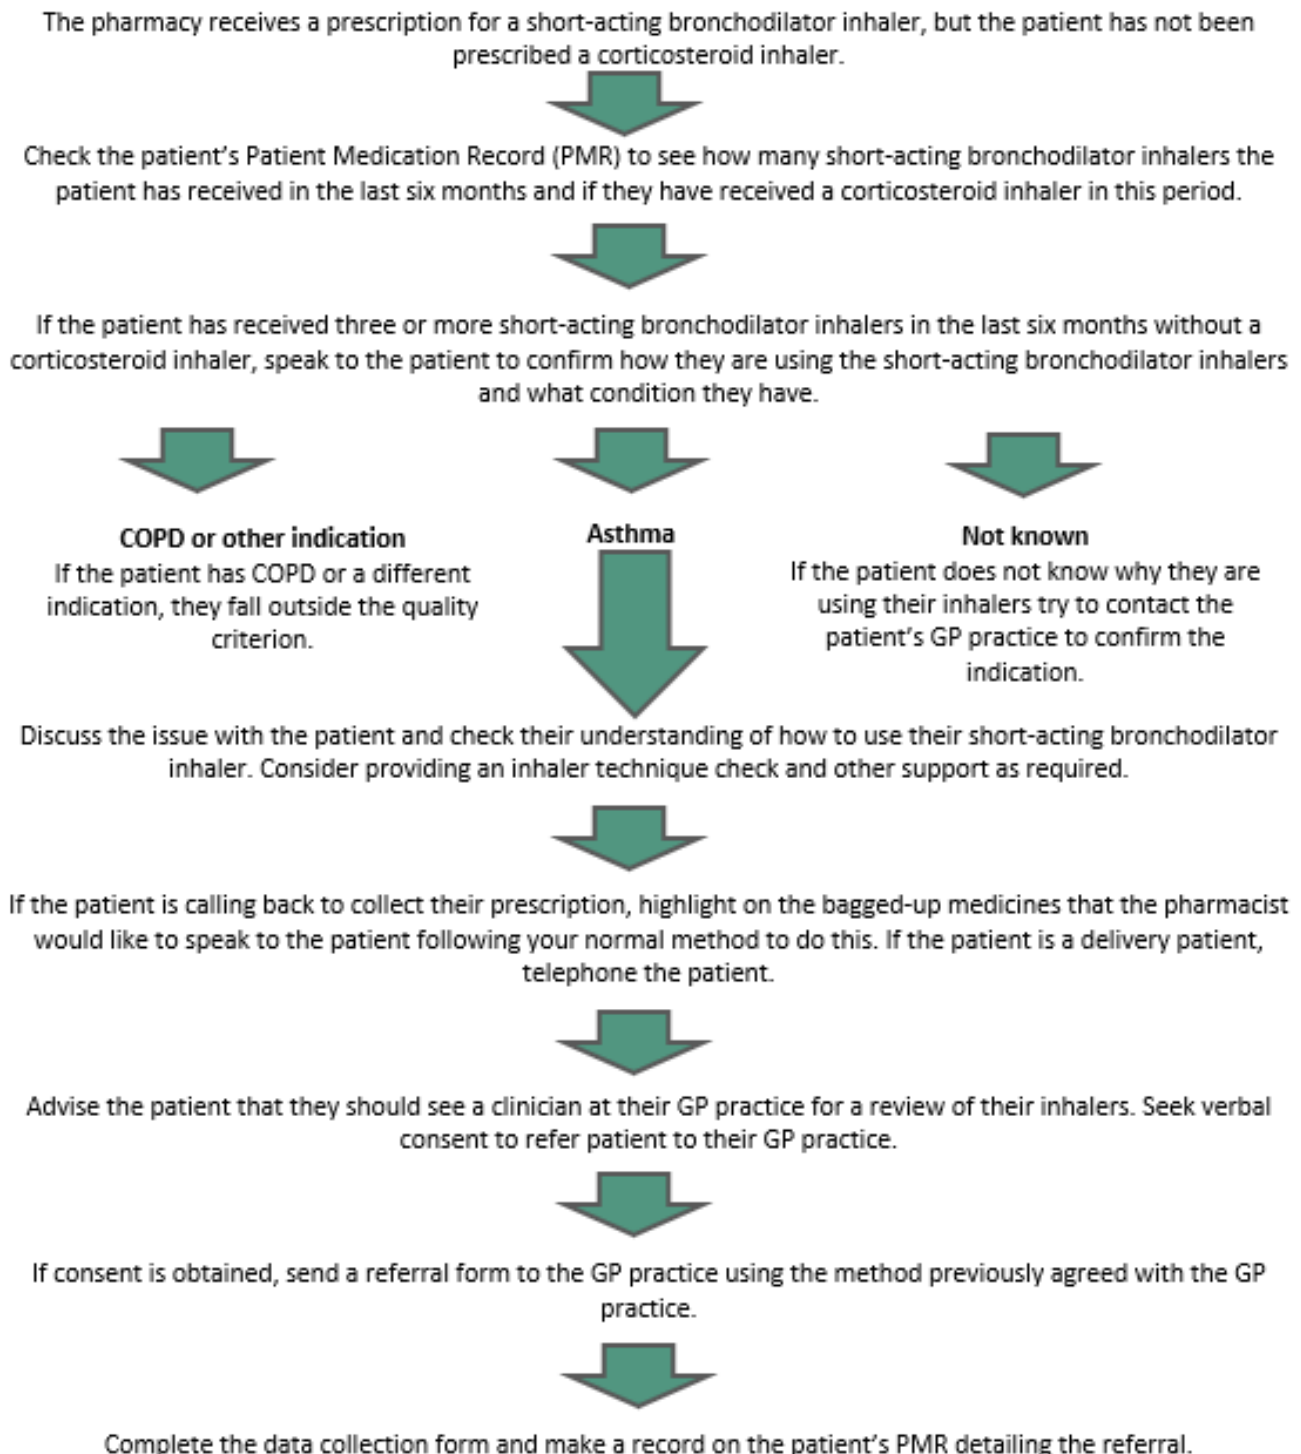 The pharmacy receives a prescription for a short-acting bronchodilator inhaler, but the patient has not been
prescribed a corticosteroid inhaler.
Check the patient's Patient Medication Record (PMR) to see how many short-acting bronchodilator inhalers the
patient has received in the last six months and if they have received a corticosteroid inhaler in this period.
If the patient has received three or more short-acting bronchodilator inhalers in the last six months without a
corticosteroid inhaler, speak to the patient to confirm how they are using the short-acting bronchodilator inhalers
and what condition they have.
COPD or other indication
If the patient has COPD or a different
indication, they fall outside the quality
criterion.
Asthma
Not known
If the patient does not know why they are
using their inhalers try to contact the
patient's GP practice to confirm the
indication.
Discuss the issue with the patient and check their understanding of how to use their short-acting bronchodilator
inhaler. Consider providing an inhaler technique check and other support as required.
If the patient is calling back to collect their prescription, highlight on the bagged-up medicines that the pharmacist
would like to speak to the patient following your normal method to do this. If the patient is a delivery patient,
telephone the patient.
Advise the patient that they should see a clinician at their GP practice for a review of their inhalers. Seek verbal
consent to refer patient to their GP practice.
If consent is obtained, send a referral form to the GP practice using the method previously agreed with the GP
practice.
Complete the data collection form and make a record on the patient's PMR detailing the referral.